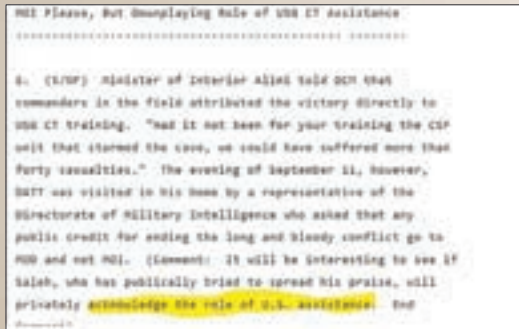 MOI Please, But Downplaying Role of USG CT Assistance
--------------------------------------------- --------
6. (S/NF) Minister of Interior Alimi told DCM that
commanders in the field attributed the victory directly to
USG CT training. "Had it not been for your training the CSF
unit that stormed the cave, we could have suffered more than
forty casualties." The evening of September 11, however,
DATT was visited in his home by a representative of the
Directorate of Military Intelligence who asked that any
public credit for ending the long and bloody conflict go to
MOD and not MOI. (Comment: It will be interesting to see if
Saleh, who has publically tried to spread his praise, will
privately acknowledge the role of U.S. assistance. End